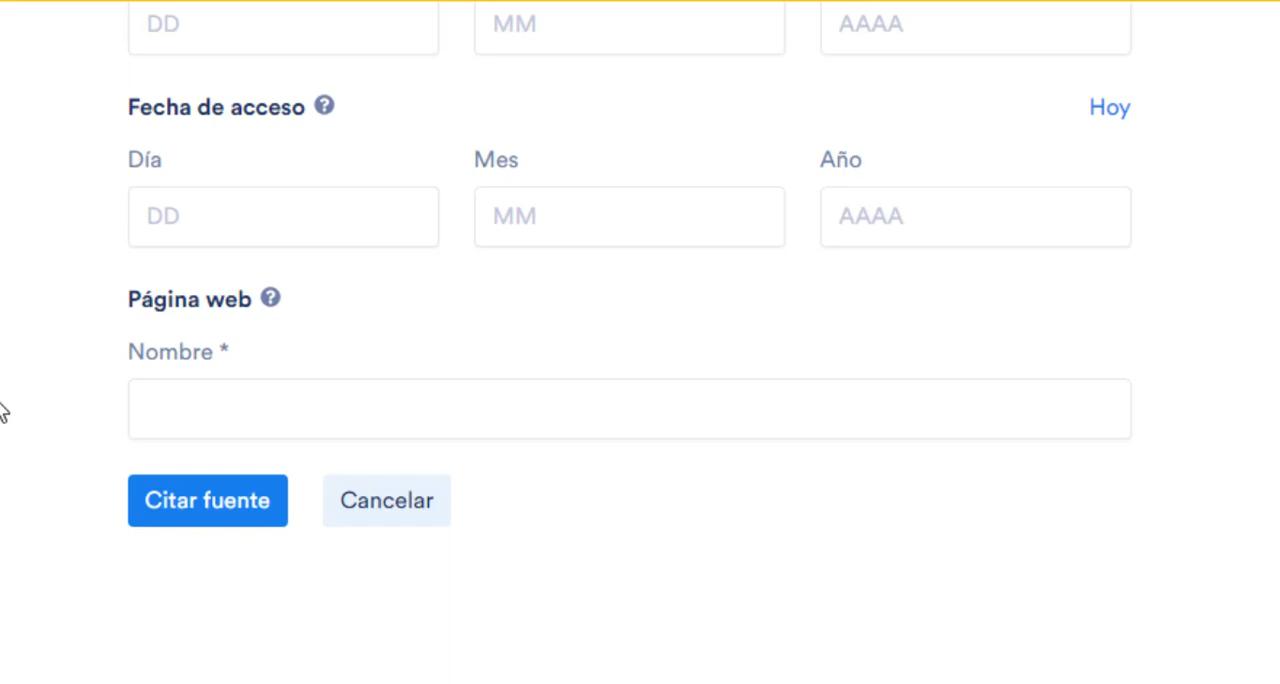 DD MM AAAA
Fecha de acceso ? Hoy
Día Mes Año
DD MM AAAA
Página web ?
Nombre *
Citar fuente Cancelar